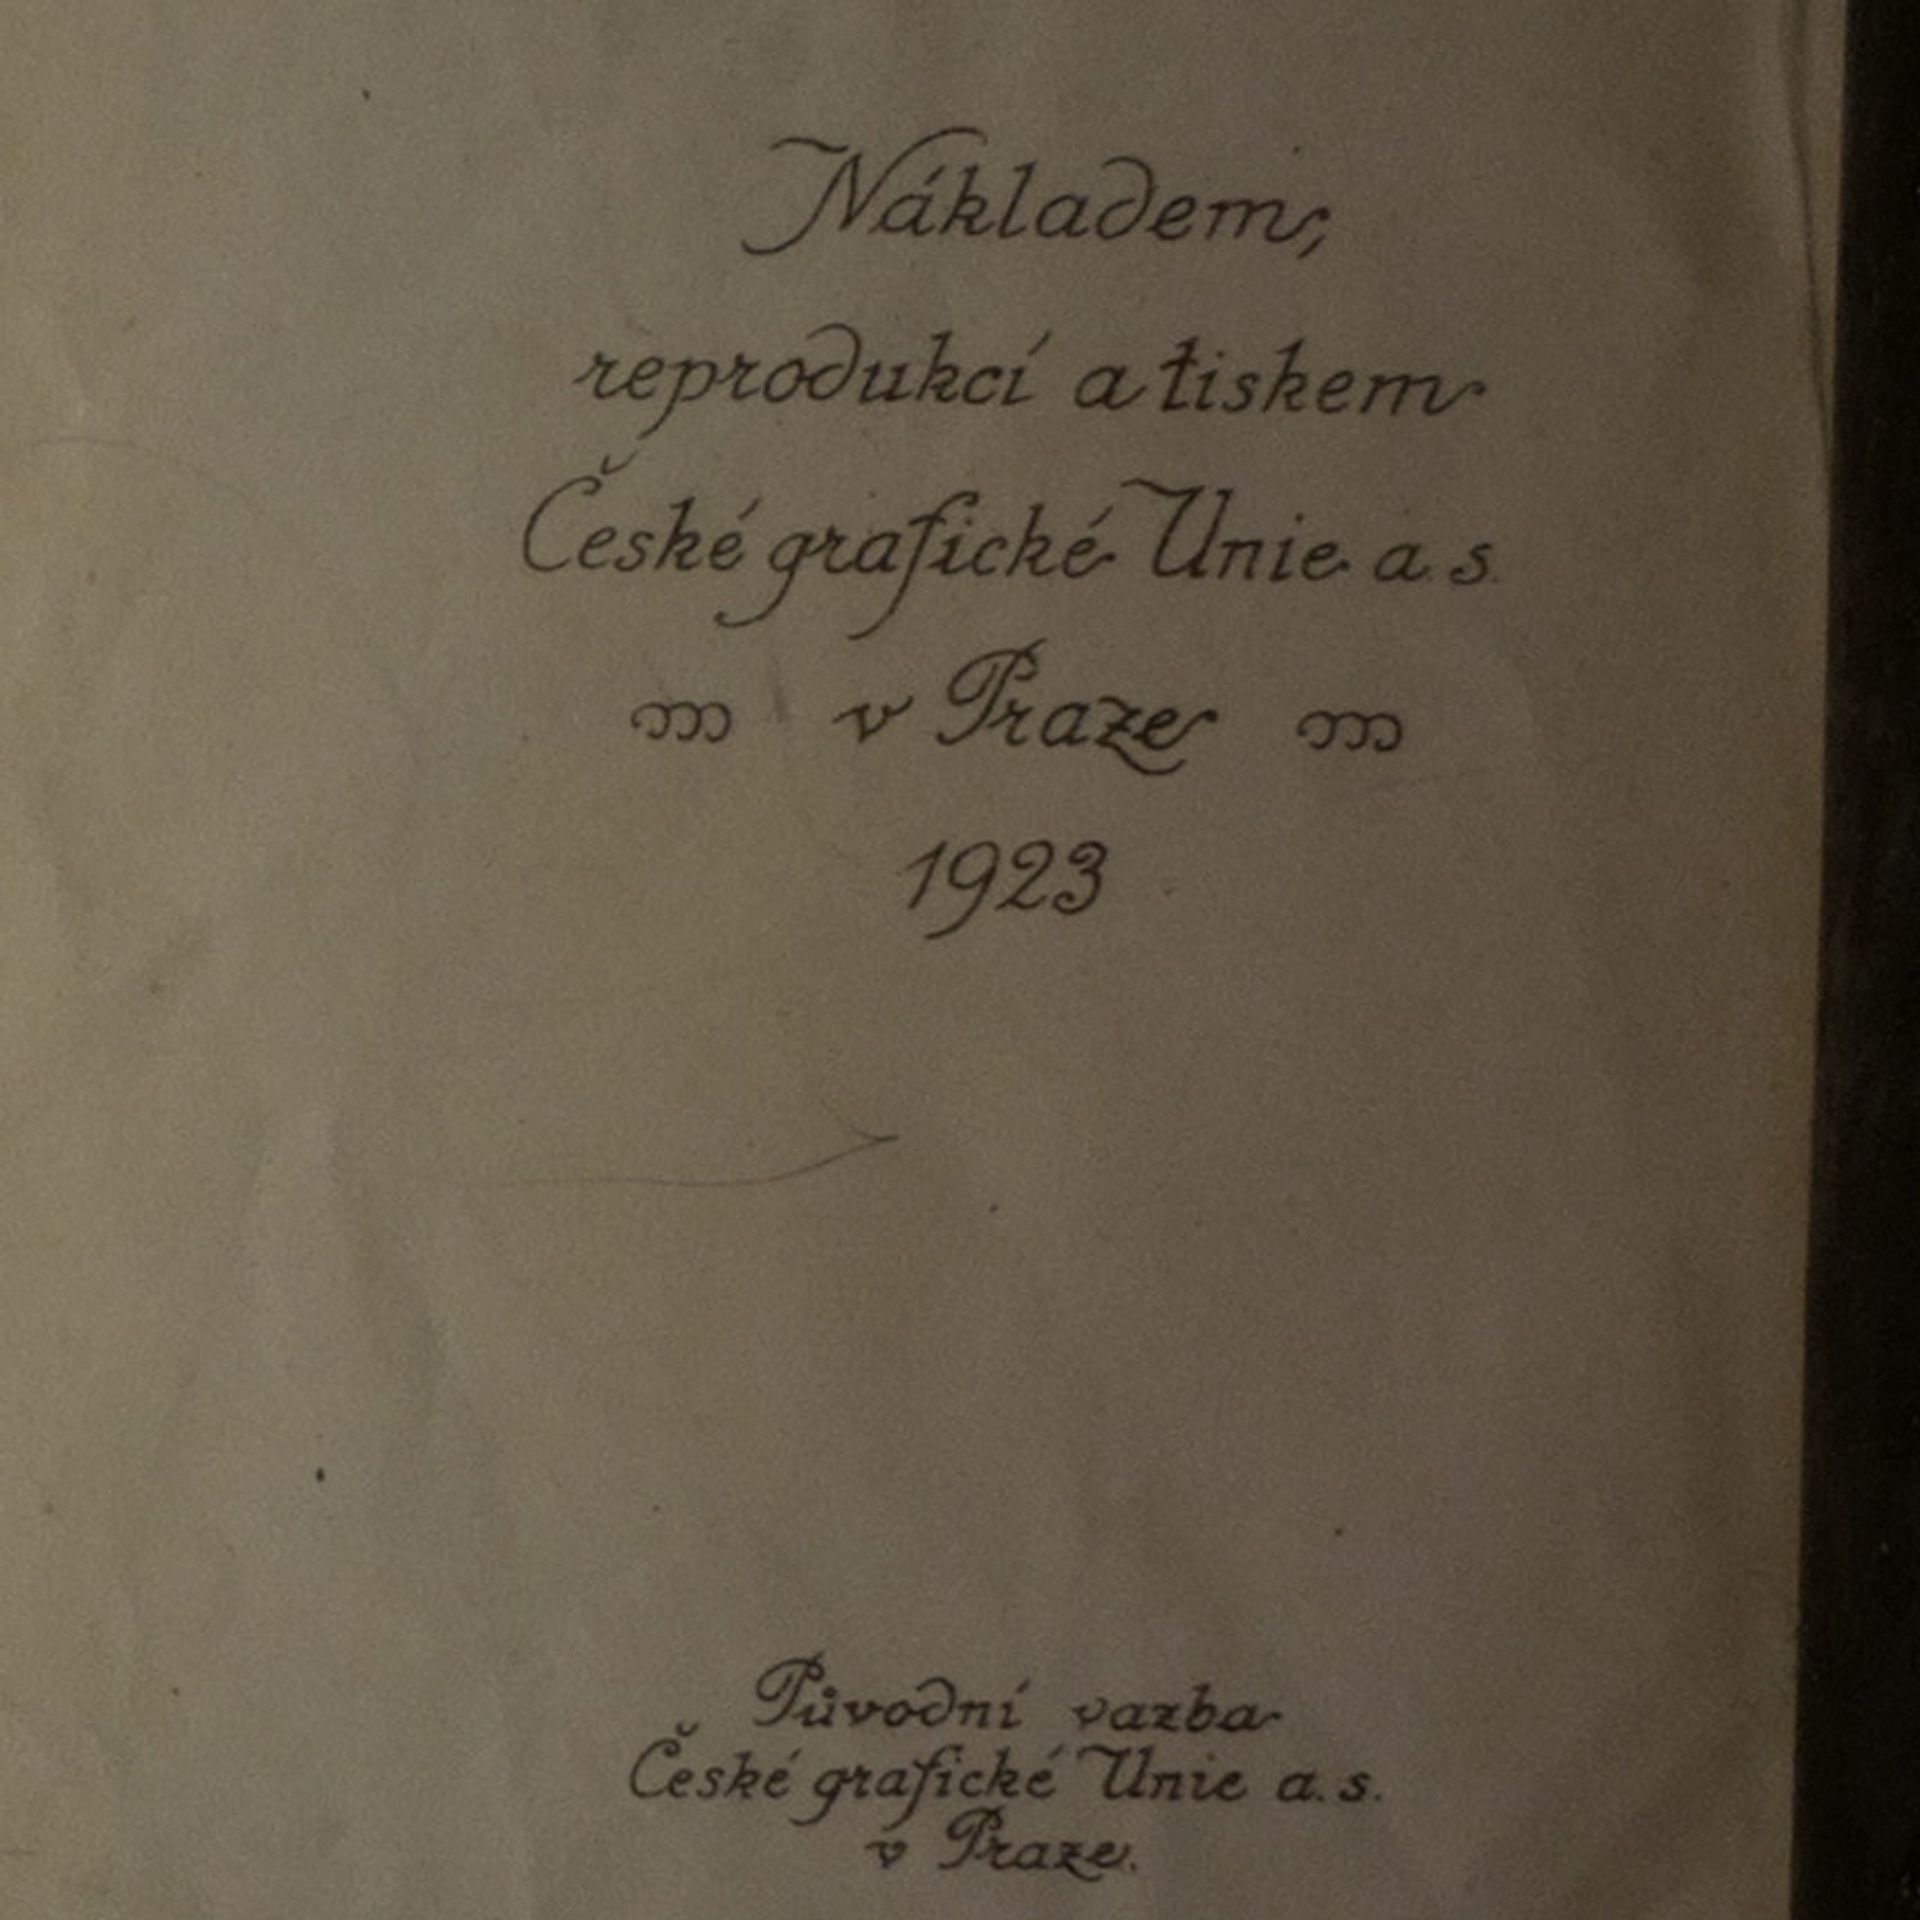 Nákladem,
reprodukcí a tiskem
České grafické Unie a. s.
v Praze
1923
Původní vazba
České grafické Unie a. s.
v Praze.